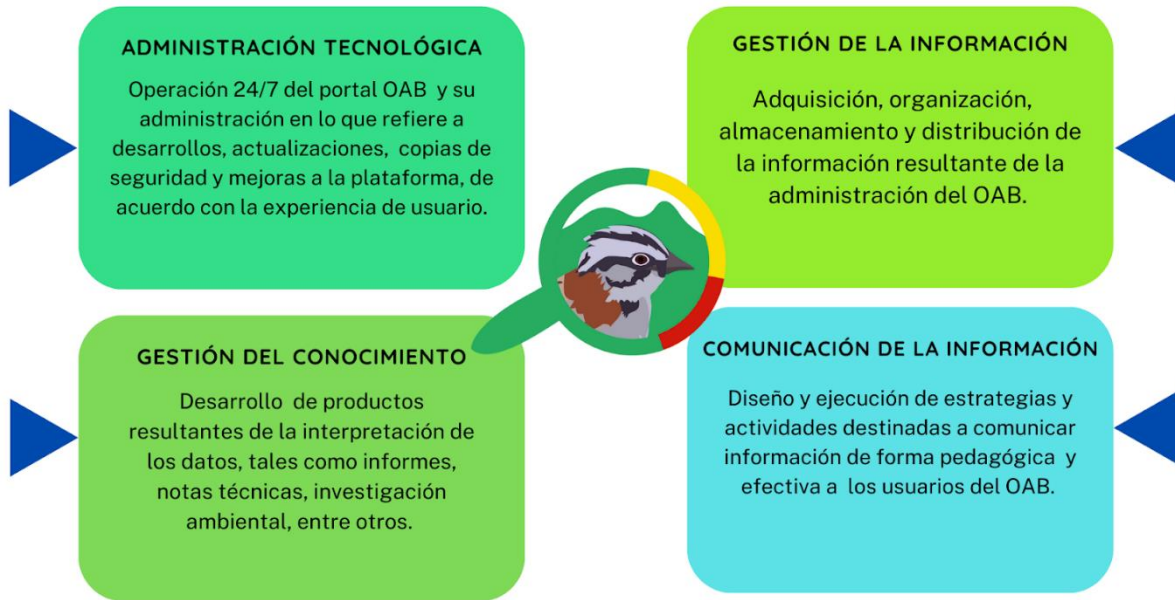 ADMINISTRACIÓN TECNOLÓGICA
Operación 24/7 del portal OAB y su
administración en lo que refiere a
desarrollos, actualizaciones, copias de
seguridad y mejoras a la plataforma, de
acuerdo con la experiencia de usuario.
GESTIÓN DE LA INFORMACIÓN
Adquisición, organización,
almacenamiento y distribución de
la información resultante de la
administración del OAB.
GESTIÓN DEL CONOCIMIENTO
Desarrollo de productos
resultantes de la interpretación de
los datos, tales como informes,
notas técnicas, investigación
ambiental, entre otros.
COMUNICACIÓN DE LA INFORMACIÓN
Diseño y ejecución de estrategias y
actividades destinadas a comunicar
información de forma pedagógica y
efectiva a los usuarios del OAB.